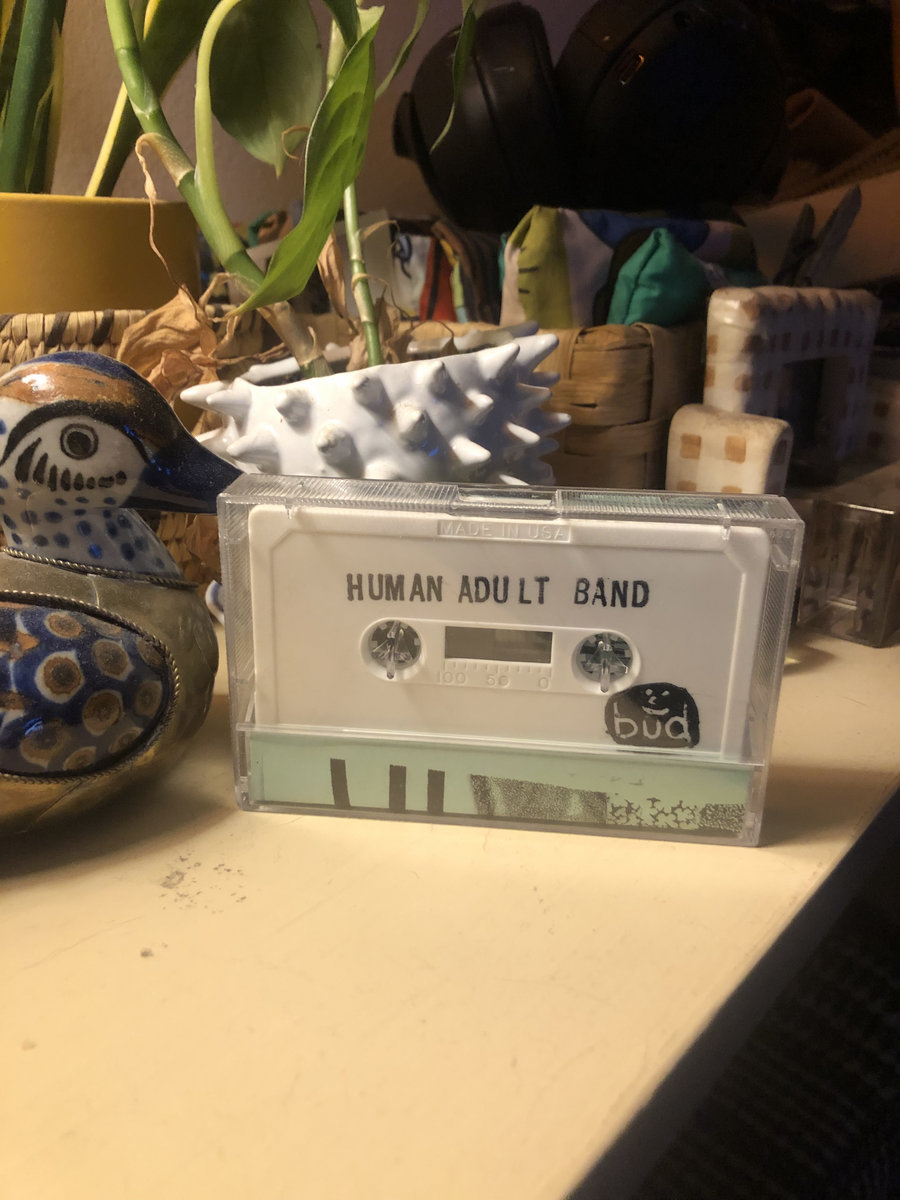 MADE IN USA
HUMAN ADULT BAND
100 50 0
bud